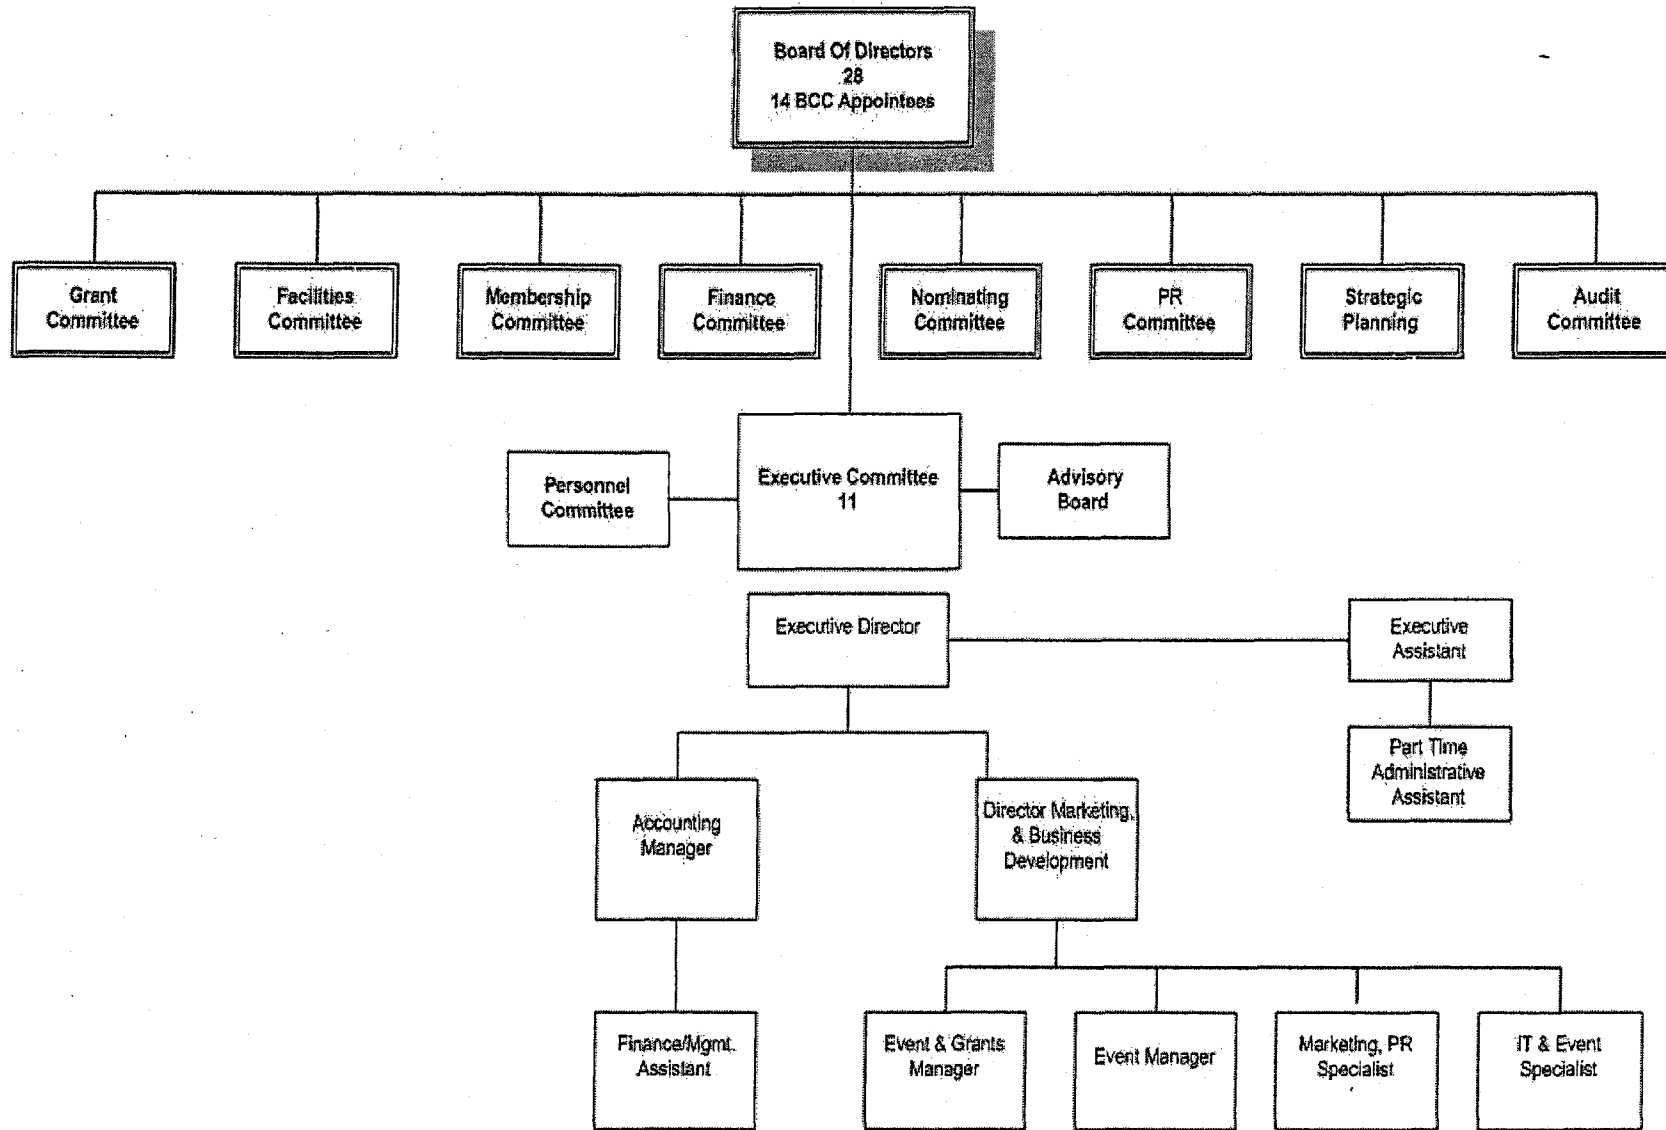 Board Of Directors
28
14 BCC Appointees
Grant
Committee
Facilities
Committee
Membership
Committee
Finance
Committee
Nominating
Committee
PR
Committee
Strategic
Planning
Audit
Committee
Personnel
Committee
Executive Committee
11
Advisory
Board
Executive Director
Executive
Assistant
Part Time
Administrative
Assistant
Accounting
Manager
Director Marketing,
& Business
Development
Finance/Mgmt.
Assistant
Event & Grants
Manager
Event Manager
Marketing, PR
Specialist
IT & Event
Specialist